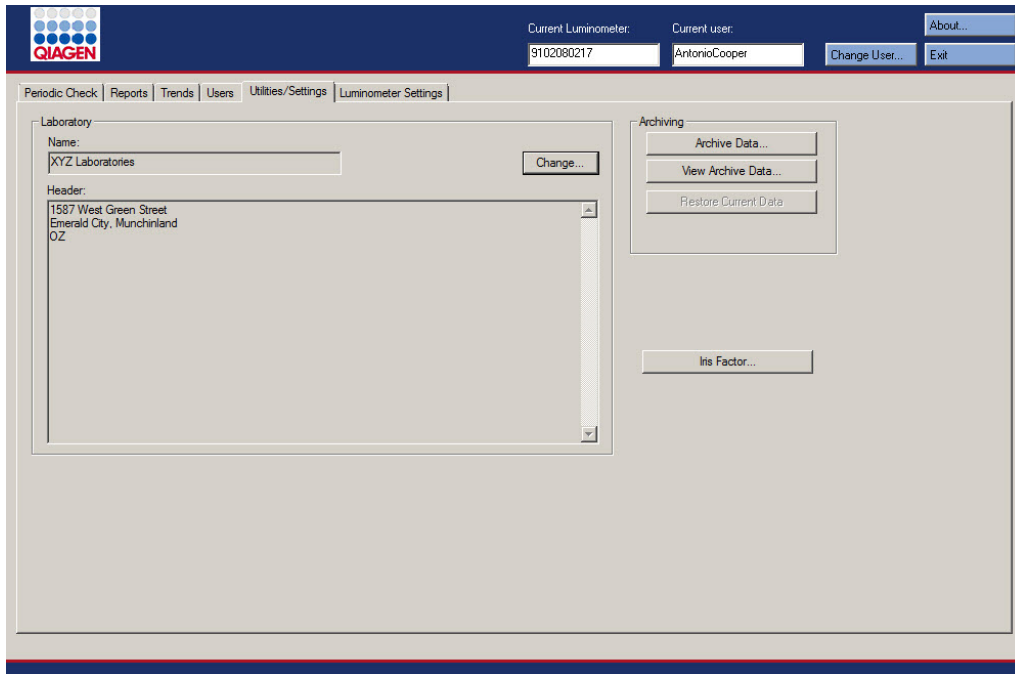 QIAGEN
Current Luminometer:
Current user:
About...
9102080217
AntonioCooper
Change User...
Exit
Periodic Check
Reports
Trends
Users
Utilities/Settings
Luminometer Settings
Laboratory
Name:
XYZ Laboratories
Change...
Header:
1587 West Green Street
Emerald City, Munchinland
OZ
Archiving
Archive Data...
View Archive Data...
Restore Current Data
Iris Factor...